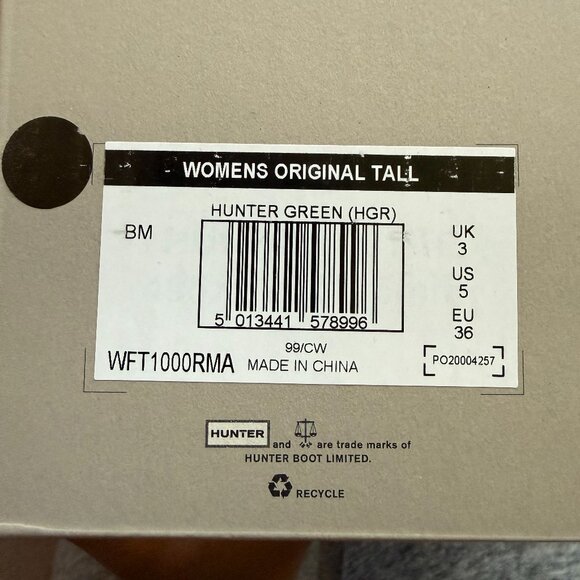 WOMENS ORIGINAL TALL
HUNTER GREEN (HGR)
BM
5 013441 578996
UK
3
US
5
EU
36
99/CW
WFT1000RMA
MADE IN CHINA
PO20004257
HUNTER and are trade marks of
HUNTER BOOT LIMITED.
RECYCLE